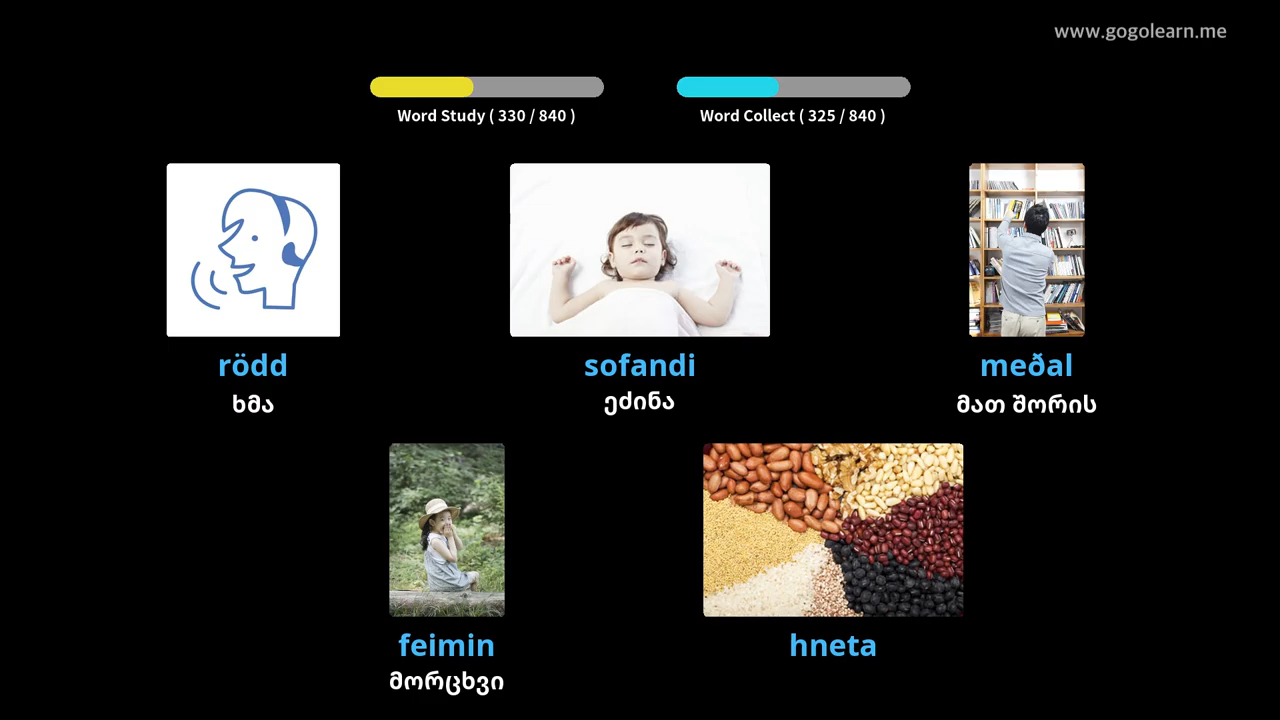 www.gogolearn.me
Word Study ( 330 / 840 )
Word Collect ( 325 / 840 )
rödd
ხმა
sofandi
ეძინა
meðal
მათ შორის
feimin
მორცხვი
hneta